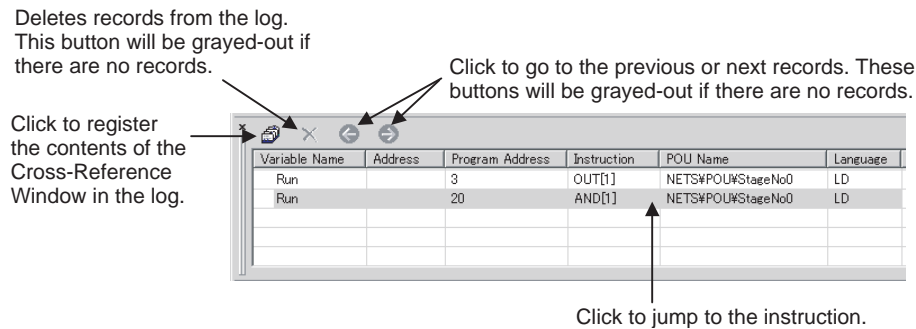 Deletes records from the log.
This button will be grayed-out if
there are no records.
Click to go to the previous or next records. These
buttons will be grayed-out if there are no records.
Click to register
the contents of the
Cross-Reference
Window in the log.
Variable Name Address Program Address Instruction POU Name Language
Run 3 OUT[1] NETS¥POU¥StageNo0 LD
Run 20 AND[1] NETS¥POU¥StageNo0 LD
Click to jump to the instruction.